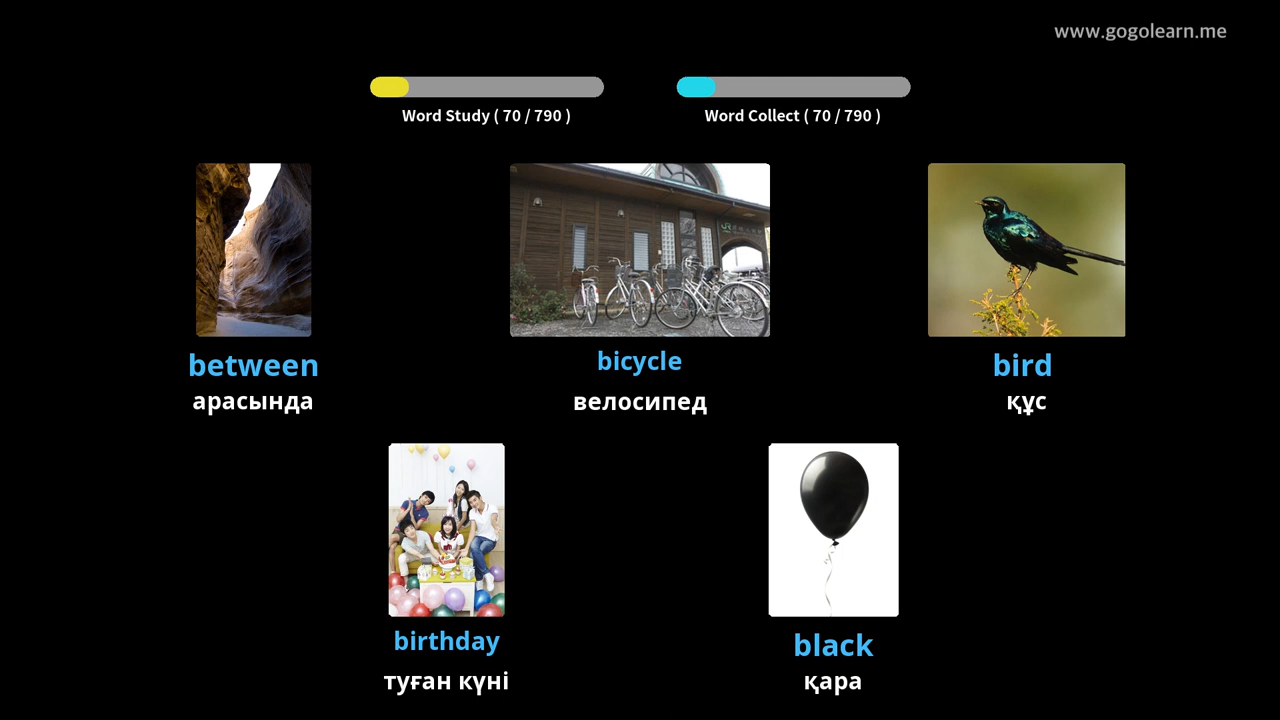 www.gogolearn.me
Word Study ( 70 / 790 )
Word Collect ( 70 / 790 )
between
арасында
bicycle
велосипед
bird
құс
birthday
туған күні
black
қара